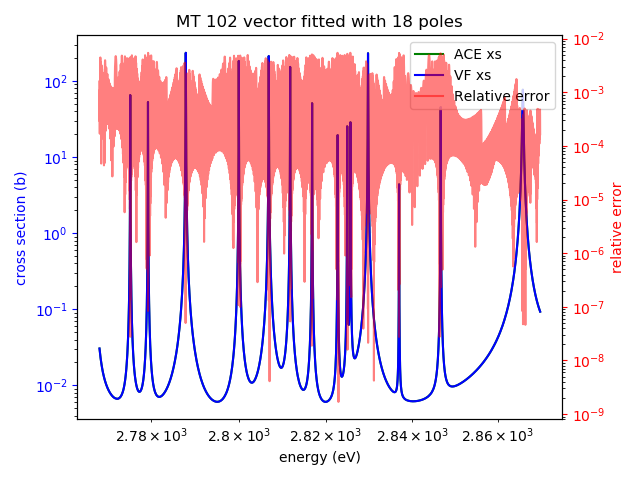 MT 102 vector fitted with 18 poles
ACE xs
VF xs
Relative error
cross section (b)
10²
10¹
10⁰
10⁻¹
10⁻²
relative error
10⁻²
10⁻³
10⁻⁴
10⁻⁵
10⁻⁶
10⁻⁷
10⁻⁸
10⁻⁹
2.78 × 10³ 2.8 × 10³ 2.82 × 10³ 2.84 × 10³ 2.86 × 10³
energy (eV)